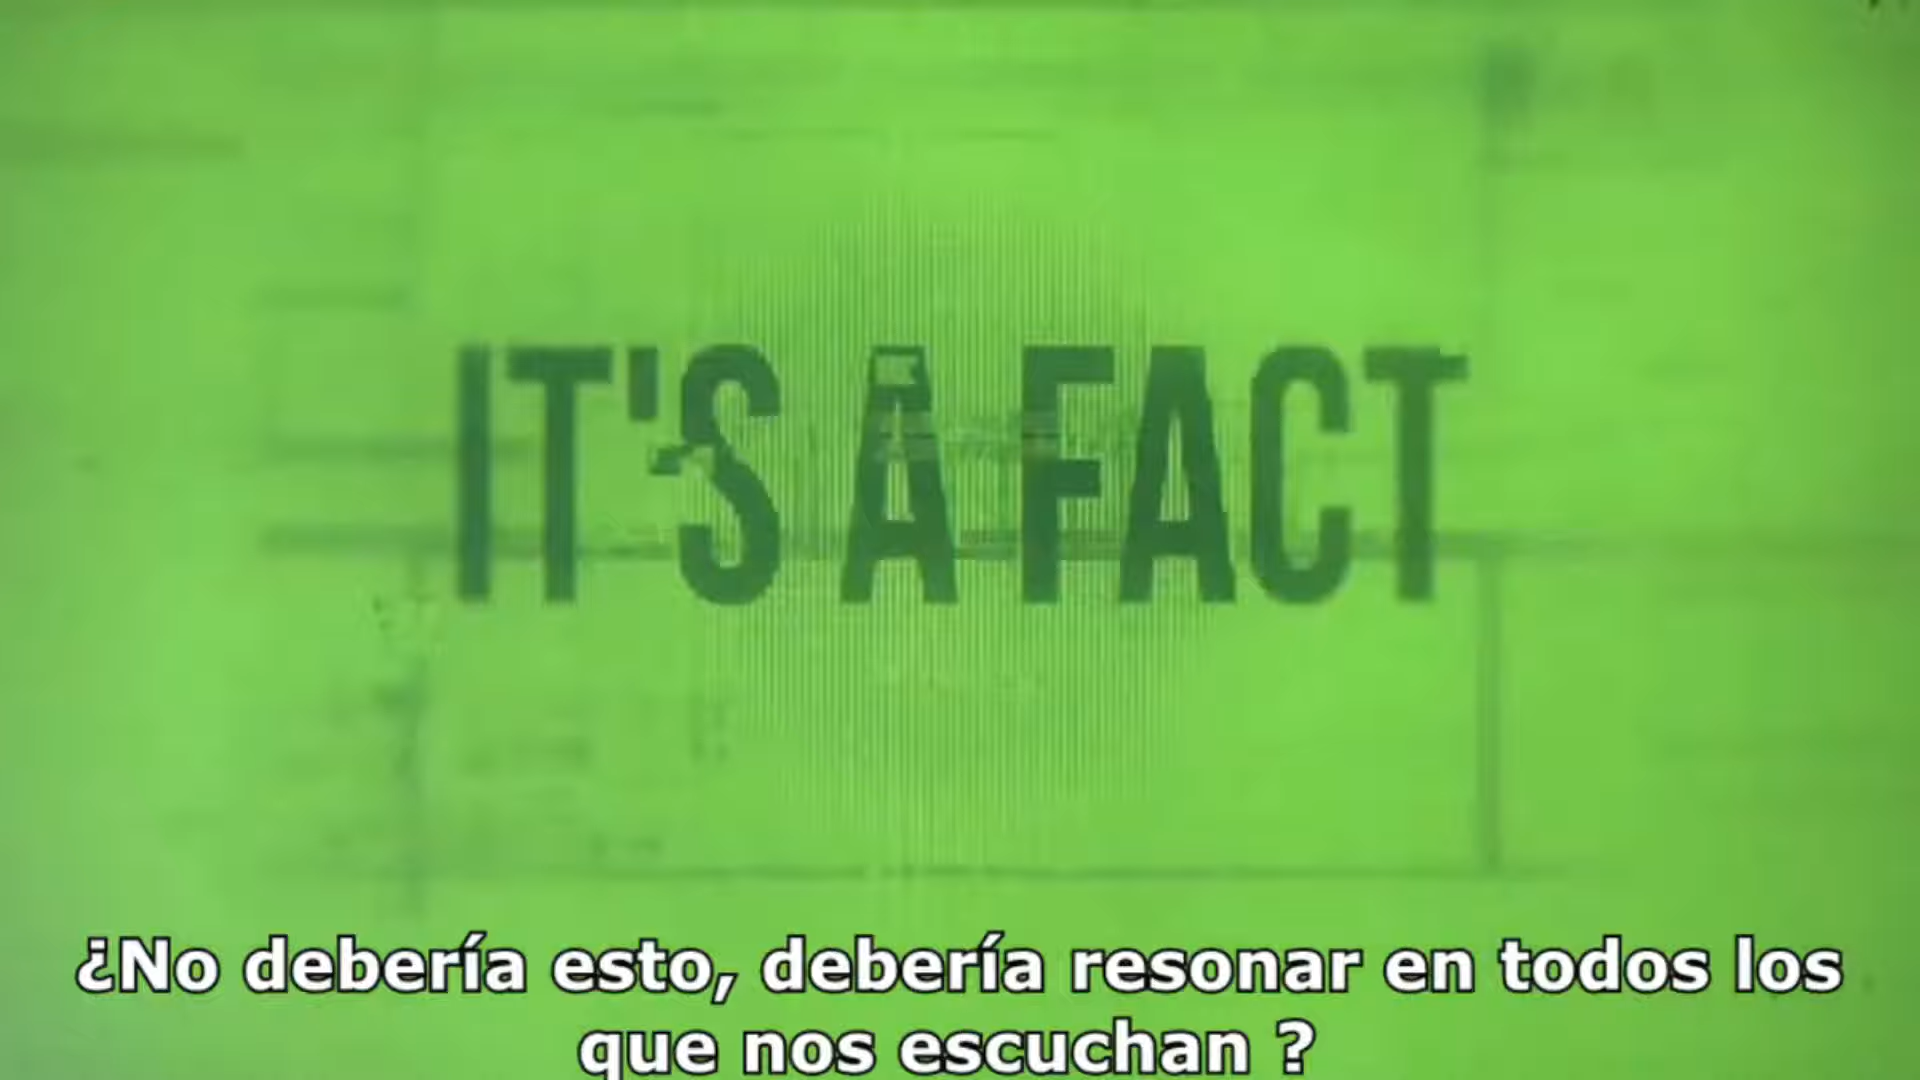 IT'S A FACT
¿No debería esto, debería resonar en todos los
que nos escuchan ?